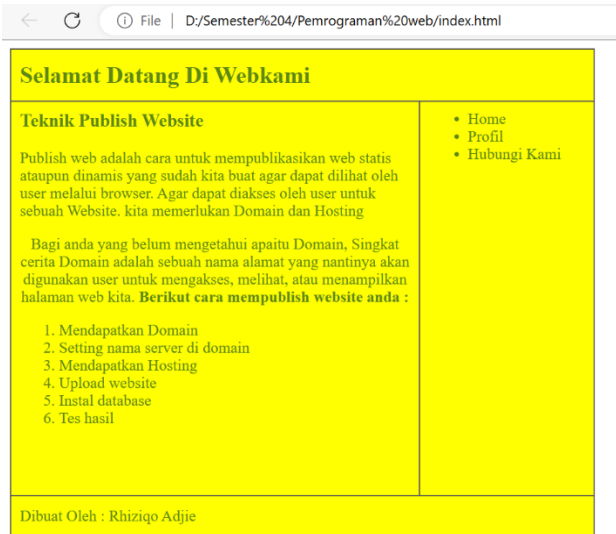 File | D:/Semester%204/Pemrograman%20web/index.html
Selamat Datang Di Webkami
Teknik Publish Website
Publish web adalah cara untuk mempublikasikan web statis
ataupun dinamis yang sudah kita buat agar dapat dilihat oleh
user melalui browser. Agar dapat diakses oleh user untuk
sebuah Website. kita memerlukan Domain dan Hosting
Bagi anda yang belum mengetahui apaitu Domain, Singkat
cerita Domain adalah sebuah nama alamat yang nantinya akan
digunakan user untuk mengakses, melihat, atau menampilkan
halaman web kita. Berikut cara mempublish website anda :
1. Mendapatkan Domain
2. Setting nama server di domain
3. Mendapatkan Hosting
4. Upload website
5. Instal database
6. Tes hasil
• Home
• Profil
• Hubungi Kami
Dibuat Oleh : Rhiziqo Adjie